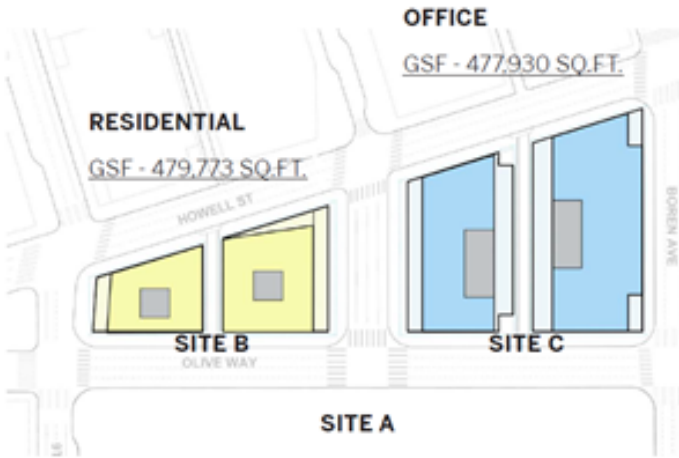 OFFICE
GSF - 477,930 SQ.FT.
RESIDENTIAL
GSF - 479,773 SQ.FT.
HOWELL ST
BOREN AVE
SITE B
SITE C
OLIVE WAY
SITE A